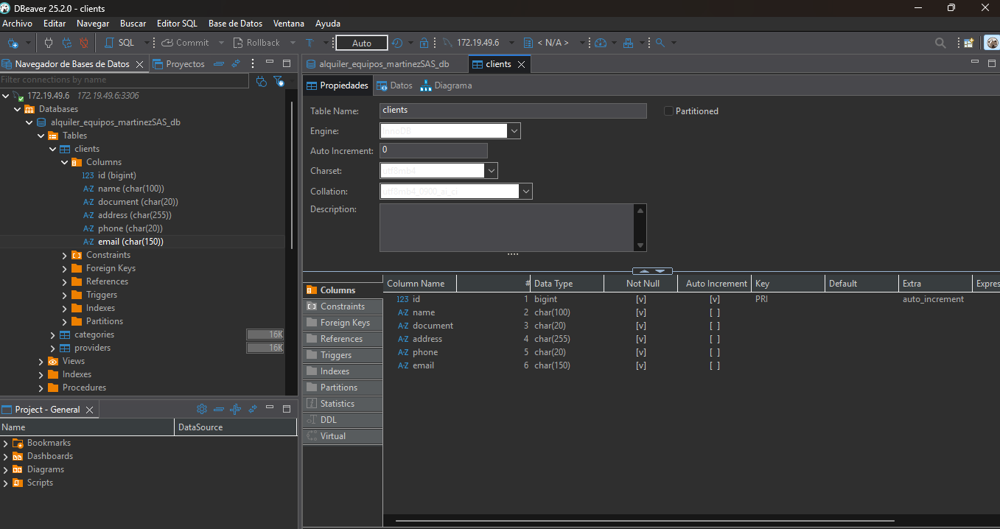 DBeaver 25.2.0 - clients
Archivo Editar Navegar Buscar Editor SQL Base de Datos Ventana Ayuda
SQL Commit Rollback T Auto 172.19.49.6 < N/A >
Navegador de Bases de Datos Proyectos
Filter connections by name
172.19.49.6 172.19.49.6:3306
Databases
alquiler_equipos_martinezSAS_db
Tables
clients
Columns
123 id (bigint)
A-Z name (char(100))
A-Z document (char(20))
A-Z address (char(255))
A-Z phone (char(20))
A-Z email (char(150))
Constraints
Foreign Keys
References
Triggers
Indexes
Partitions
categories 16K
providers 16K
Views
Indexes
Procedures
Project - General
Name DataSource
Bookmarks
Dashboards
Diagrams
Scripts
alquiler_equipos_martinezSAS_db clients
Propiedades Datos Diagrama
Table Name: clients Partitioned
Engine: InnoDB
Auto Increment: 0
Charset: utf8mb4
Collation: utf8mb4_0900_ai_ci
Description:
Columns
Constraints
Foreign Keys
References
Triggers
Indexes
Partitions
Statistics
DDL
Virtual
Column Name # Data Type Not Null Auto Increment Key Default Extra Expres
123 id 1 bigint [v] [v] PRI auto_increment
A-Z name 2 char(100) [v] [ ]
A-Z document 3 char(20) [v] [ ]
A-Z address 4 char(255) [v] [ ]
A-Z phone 5 char(20) [v] [ ]
A-Z email 6 char(150) [v] [ ]